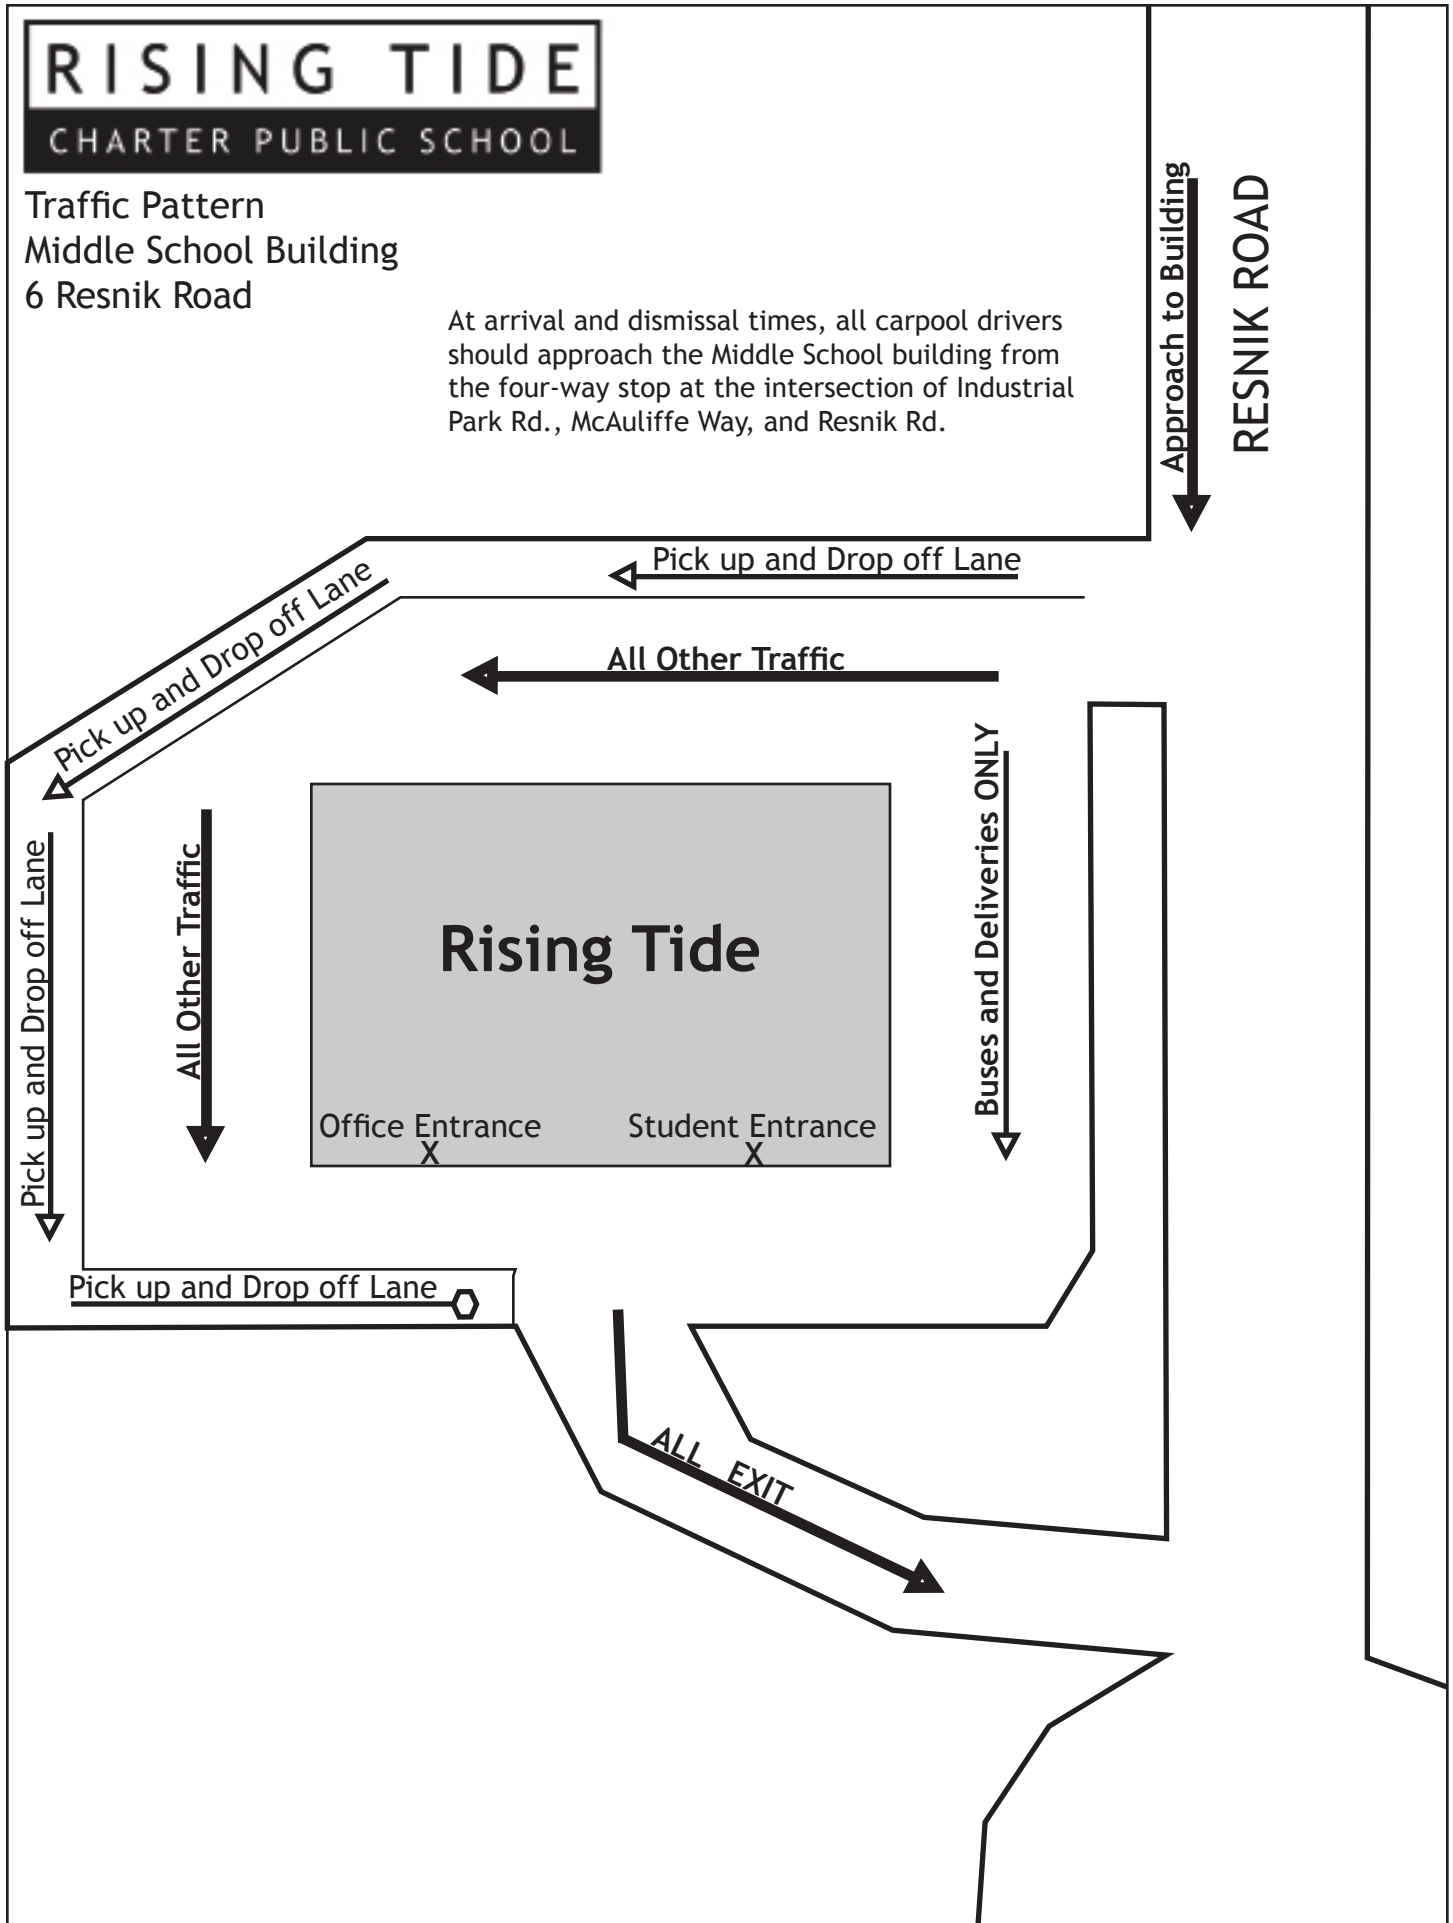 RISING TIDE
CHARTER PUBLIC SCHOOL
Traffic Pattern
Middle School Building
6 Resnik Road
At arrival and dismissal times, all carpool drivers
should approach the Middle School building from
the four-way stop at the intersection of Industrial
Park Rd., McAuliffe Way, and Resnik Rd.
Approach to Building
RESNIK ROAD
Pick up and Drop off Lane
Pick up and Drop off Lane
All Other Traffic
Buses and Deliveries ONLY
Pick up and Drop off Lane
All Other Traffic
Rising Tide
Office Entrance
X
Student Entrance
X
Pick up and Drop off Lane
ALL EXIT